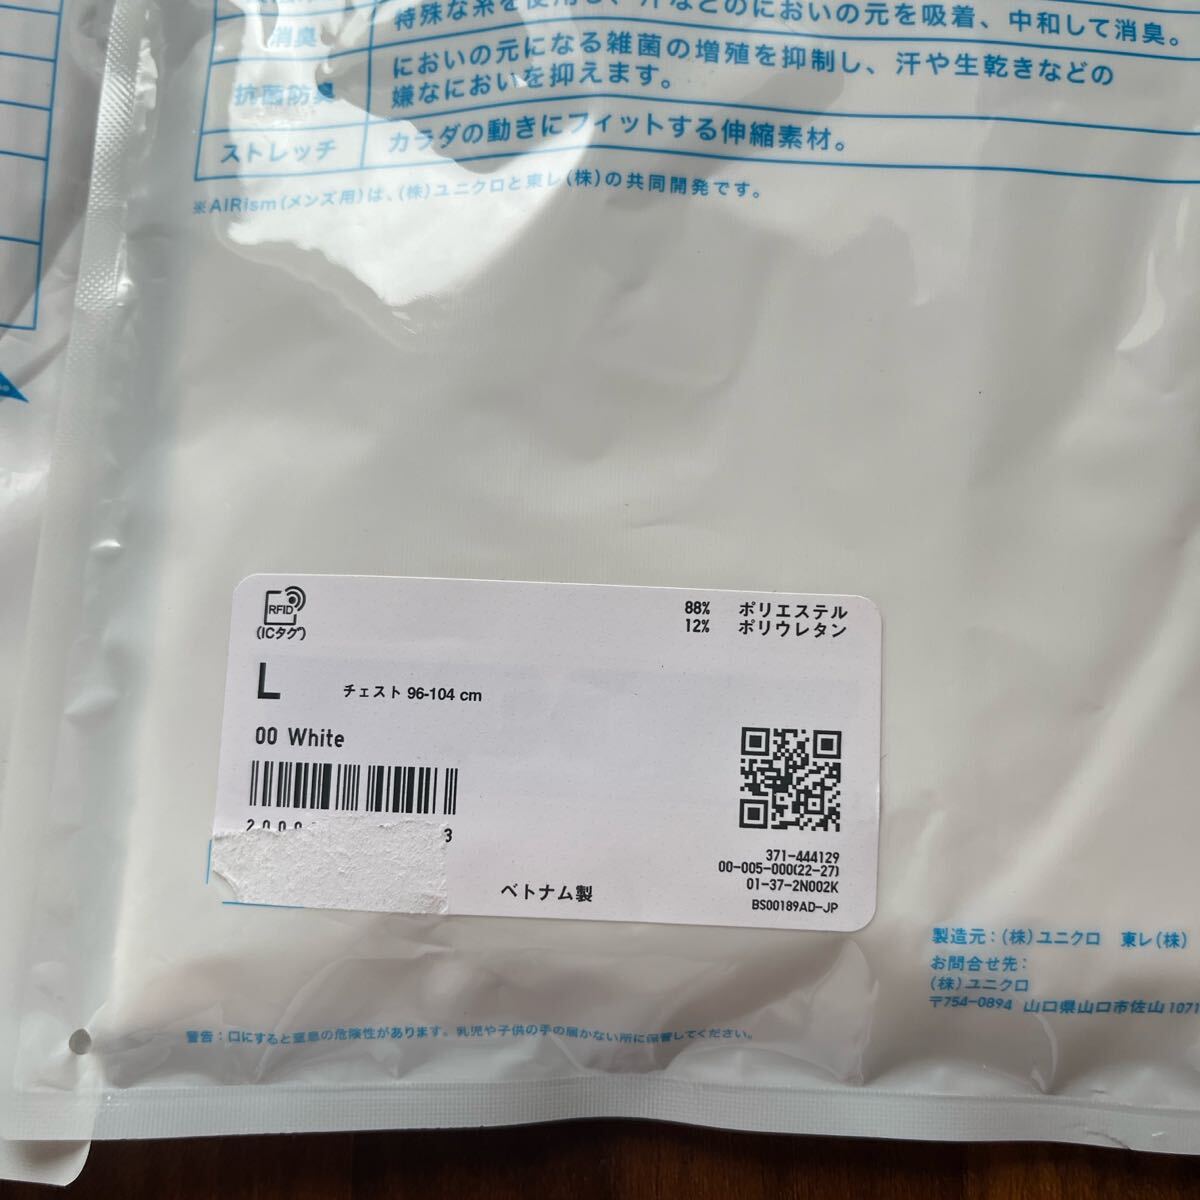 消臭
特殊な糸を使用し、汗などのにおいの元を吸着、中和して消臭。
抗菌防臭
においの元になる雑菌の増殖を抑制し、汗や生乾きなどの
嫌なにおいを抑えます。
ストレッチ
カラダの動きにフィットする伸縮素材。
※AIRism(メンズ用)は、(株)ユニクロと東レ(株)の共同開発です。
RFID
(ICタグ)
88% ポリエステル
12% ポリウレタン
L チェスト 96-104 cm
00 White
371-444129
00-005-000(22-27)
01-37-2N002K
BS00189AD-JP
ベトナム製
製造元：(株)ユニクロ 東レ(株)
お問合せ先：
(株)ユニクロ
〒754-0894 山口県山口市佐山1071
警告：口にすると窒息の危険性があります。乳児や子供の手の届かない所に保管してください。